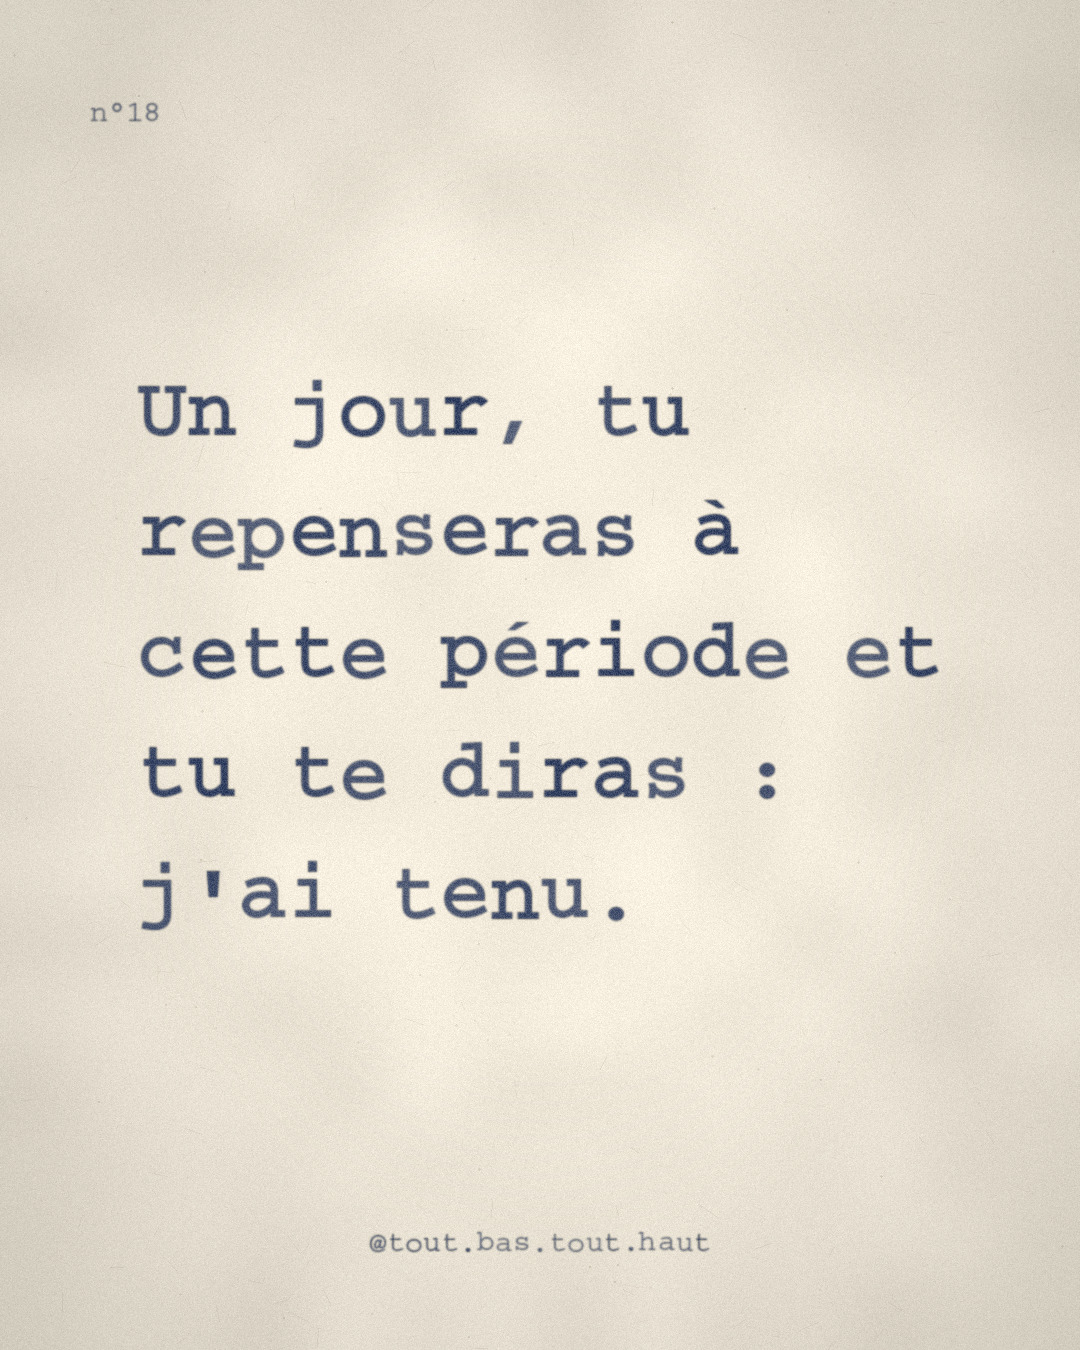 n°18
Un jour, tu
repenseras à
cette période et
tu te diras :
j'ai tenu.
@tout.bas.tout.haut